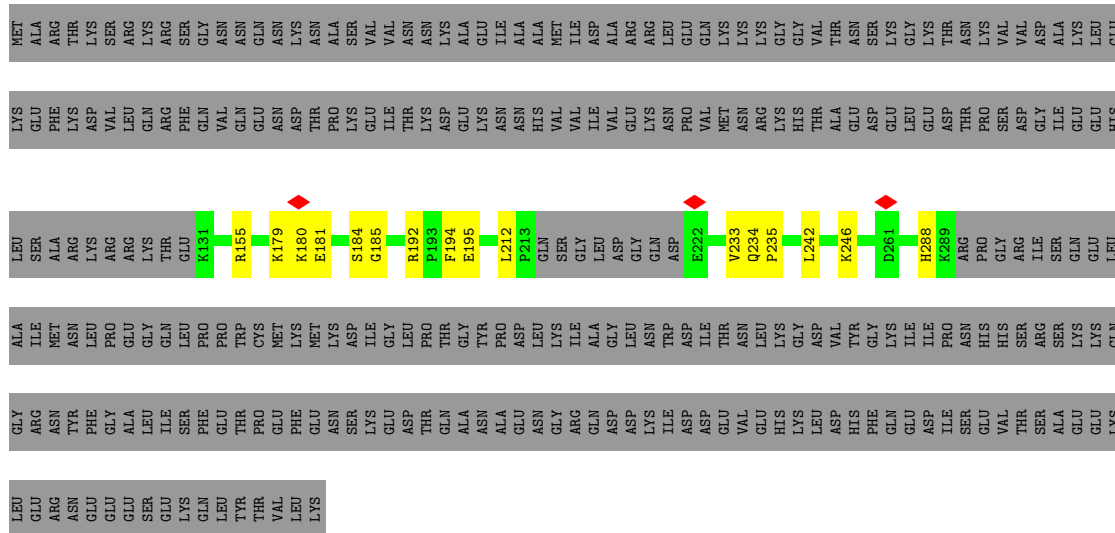 MET ALA ARG THR LYS SER ARG LYS ARG SER GLY ASN ASN GLN ASN LYS ASN ALA SER VAL VAL ASN ASN LYS ALA GLU ILE ALA ALA MET ILE ASP ALA ARG ARG LEU GLU GLN LYS LYS LYS GLY GLY VAL THR ASN SER LYS GLY LYS THR ASN LYS VAL VAL ASP ALA LYS LEU GLU
LYS GLU PHE LYS ASP VAL LEU GLN ARG PHE GLN VAL GLN GLU ASN ASP THR PRO LYS GLU ILE THR LYS ASP GLU LYS ASN ASN HIS VAL VAL ILE VAL GLU LYS ASN PRO VAL MET ASN ARG LYS HIS THR ALA GLU ASP GLU LEU GLU ASP THR PRO SER ASP GLY ILE GLU GLU HIS
LEU SER ALA ARG LYS ARG ARG LYS THR GLU K131 R155 K179 K180 E181 S184 G185 R192 P193 F194 E195 L212 P213 GLN SER GLY LEU ASP GLY GLN ASP E222 V233 Q234 P235 L242 K246 D261 H288 K289 ARG PRO GLY ARG ILE SER GLN GLU LEU
ALA ILE MET ASN LEU PRO GLU GLY GLN LEU PRO PRO TRP CYS MET LYS MET LYS ASP ILE GLY LEU PRO THR GLY TYR PRO ASP LEU LYS ILE ALA GLY LEU ASN TRP ASP ILE THR ASN LEU LYS GLY ASP VAL TYR GLY LYS ILE ILE PRO ASN HIS HIS SER ARG SER LYS LYS GLN
GLY ARG ASN TYR PHE GLY ALA LEU ILE SER PHE GLU THR PRO GLU PHE GLU ASN SER LYS GLU ASP THR GLN ALA ASN ALA GLU ASN GLY ARG GLN ASP ASP LYS ILE ASP ASP GLU VAL GLU HIS LYS LEU ASP HIS PHE GLN GLU ASP ILE SER GLU VAL THR SER ALA GLU GLU LYS
LEU GLU ARG ASN GLU GLU GLU SER GLU LYS GLN LEU TYR THR VAL LEU LYS